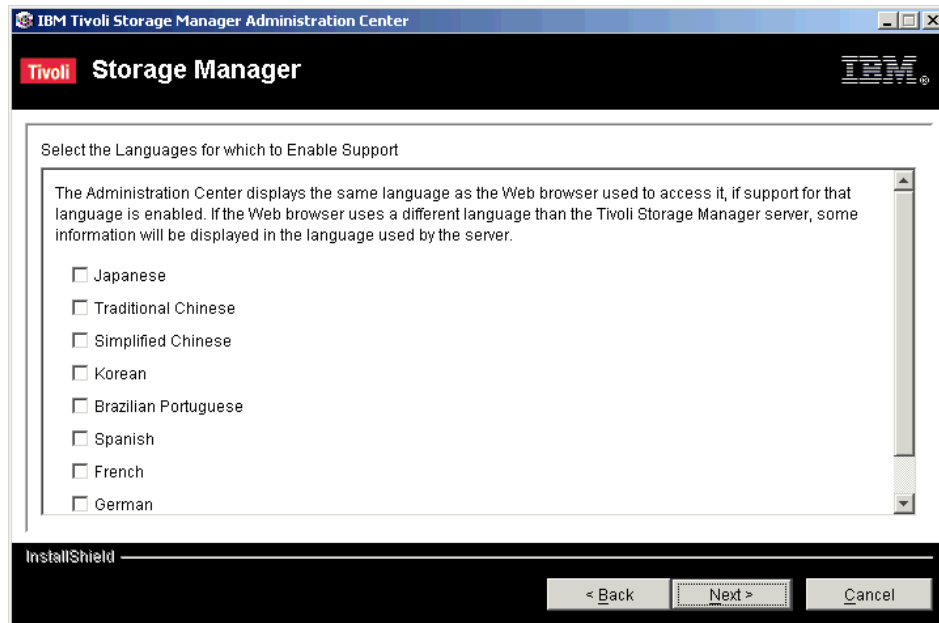 IBM Tivoli Storage Manager Administration Center
Tivoli Storage Manager
IBM®
Select the Languages for which to Enable Support
The Administration Center displays the same language as the Web browser used to access it, if support for that
language is enabled. If the Web browser uses a different language than the Tivoli Storage Manager server, some
information will be displayed in the language used by the server.
Japanese
Traditional Chinese
Simplified Chinese
Korean
Brazilian Portuguese
Spanish
French
German
InstallShield
< Back
Next >
Cancel